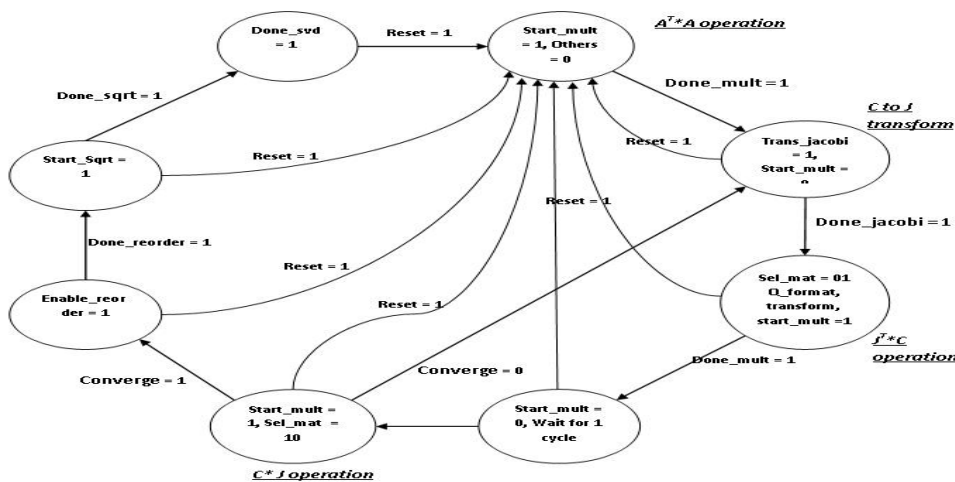 Done_svd
= 1
Reset = 1
Start_mult
= 1, Others
= 0
Aᵀ*A operation
Done_sqrt = 1
Done_mult = 1
C to J
transform
Start_Sqrt =
1
Reset = 1
Reset = 1
Trans_jacobi
= 1,
Start_mult =
Reset = 1
Done_jacobi = 1
Done_reorder = 1
Reset = 1
Enable_reor
der = 1
Reset = 1
Sel_mat = 01
Q_format,
transform,
start_mult =1
Jᵀ*C
operation
Done_mult = 1
Converge = 1
Converge = 0
Start_mult =
1, Sel_mat =
10
Start_mult =
0, Wait for 1
cycle
C* J operation